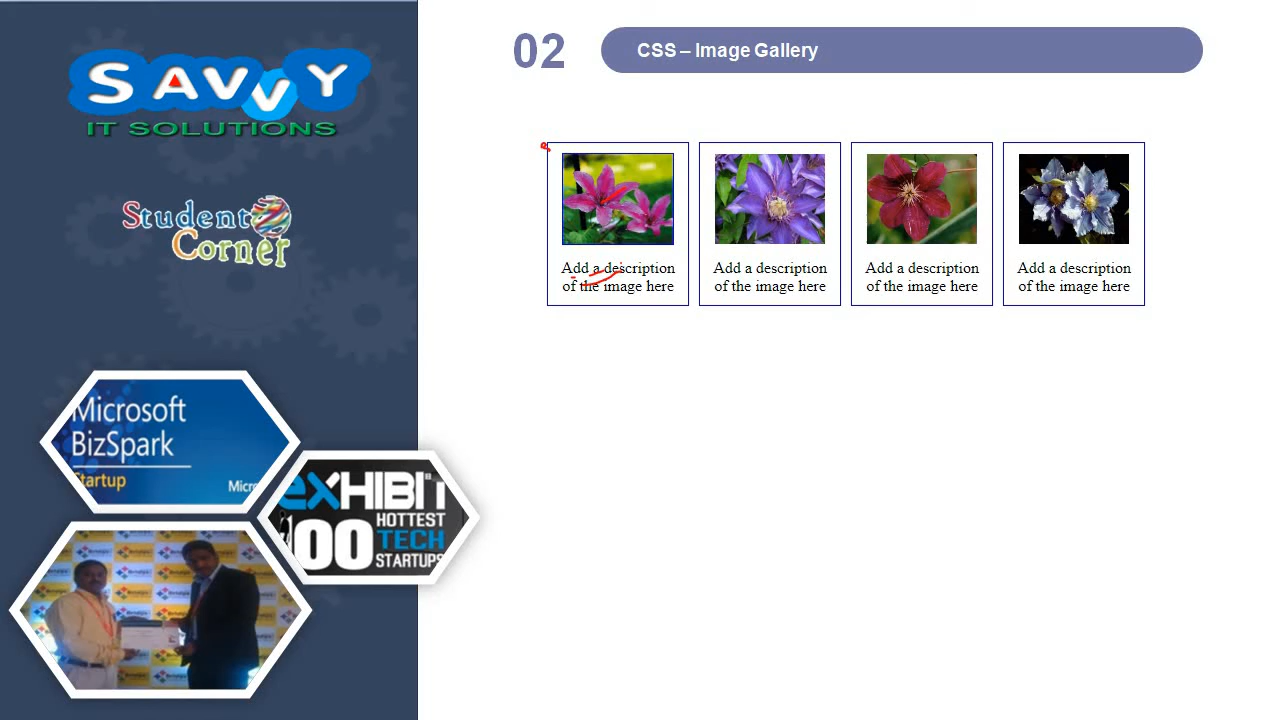 SAVVY
IT SOLUTIONS
Student
Corner
Microsoft
BizSpark
Startup
Micr
eXHIBIT
100 HOTTEST
TECH
STARTUPS
02
CSS – Image Gallery
Add a description
of the image here
Add a description
of the image here
Add a description
of the image here
Add a description
of the image here